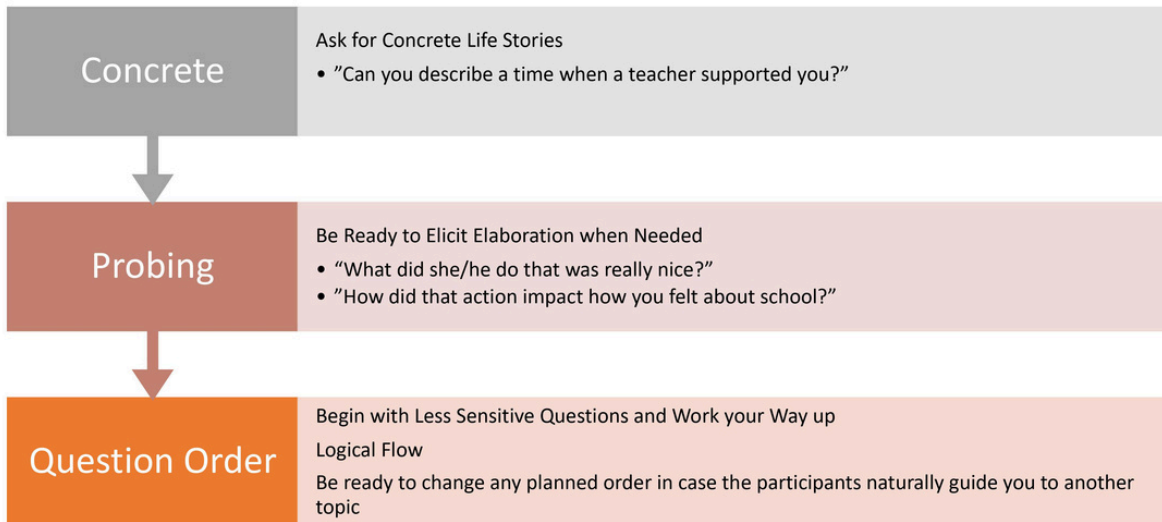 Concrete
Ask for Concrete Life Stories
• ”Can you describe a time when a teacher supported you?”
Probing
Be Ready to Elicit Elaboration when Needed
• “What did she/he do that was really nice?”
• ”How did that action impact how you felt about school?”
Question Order
Begin with Less Sensitive Questions and Work your Way up
Logical Flow
Be ready to change any planned order in case the participants naturally guide you to another
topic